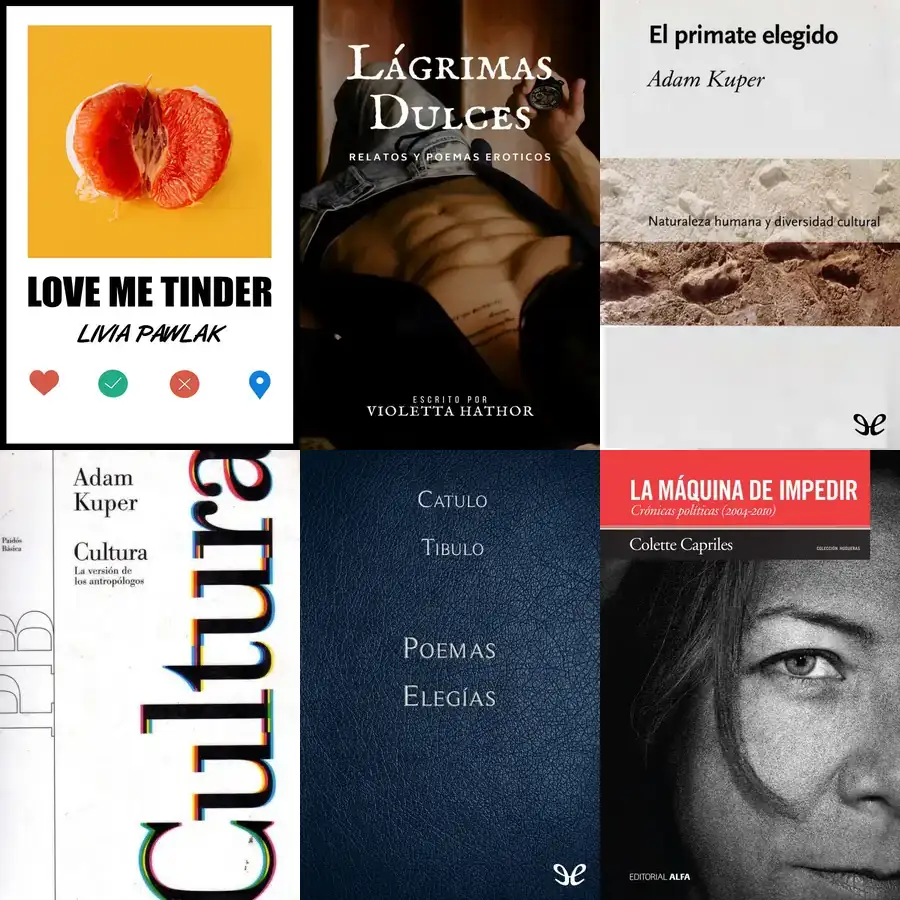 LOVE ME TINDER
LIVIA PAWLAK
LÁGRIMAS
DULCES
RELATOS Y POEMAS EROTICOS
ESCRITO POR
VIOLETTA HATHOR
El primate elegido
Adam Kuper
Naturaleza humana y diversidad cultural
Paidós
Básica
PB
Adam
Kuper
Cultura
La versión de
los antropólogos
Cultura
CATULO
TIBULO
POEMAS
ELEGÍAS
LA MÁQUINA DE IMPEDIR
Crónicas políticas (2004-2010)
Colette Capriles
COLECCIÓN HOGUERAS
EDITORIAL ALFA